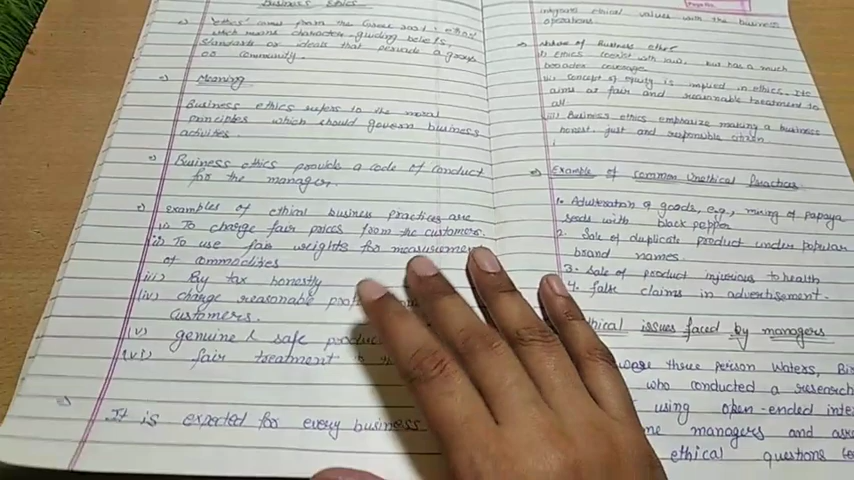 Business Ethics
'ethics' comes from the Greek root : ethos
which means character guiding beliefs,
standards or ideals that pervade a group
or community.
Meaning
Business ethics refers to the moral
principles which should govern business
activities.
Business ethics provide a code of conduct
for the manager.
examples of ethical business practices are
i) To charge fair prices from the customers.
ii) To use fair weights for measurement
of commodities
iii) Pay tax honestly
(iv) charge reasonable
customers.
(v) genuine & safe
(vi) fair treatment
It is expected for every business
integrate ethical values with the business
operations.
Nature of Business ethic
i) Ethics coexist with law, but has a much
broader coverage.
ii) Concept of equity is implied in ethics. It
aims at fair and reasonable treatment to
all.
iii) Business ethics emphasize making a business
honest, just and responsible citizen
Example of Common Unethical Practices
1. Adulteration of goods, e.g., mixing of papaya
seeds with black pepper
2. Sale of duplicate product under popular
brand names.
3. Sale of product injurious to health
4. false claims in advertisement.
issues faced by managers
three person Waters,
who conducted a research
using open-ended
managers and
ethical questions